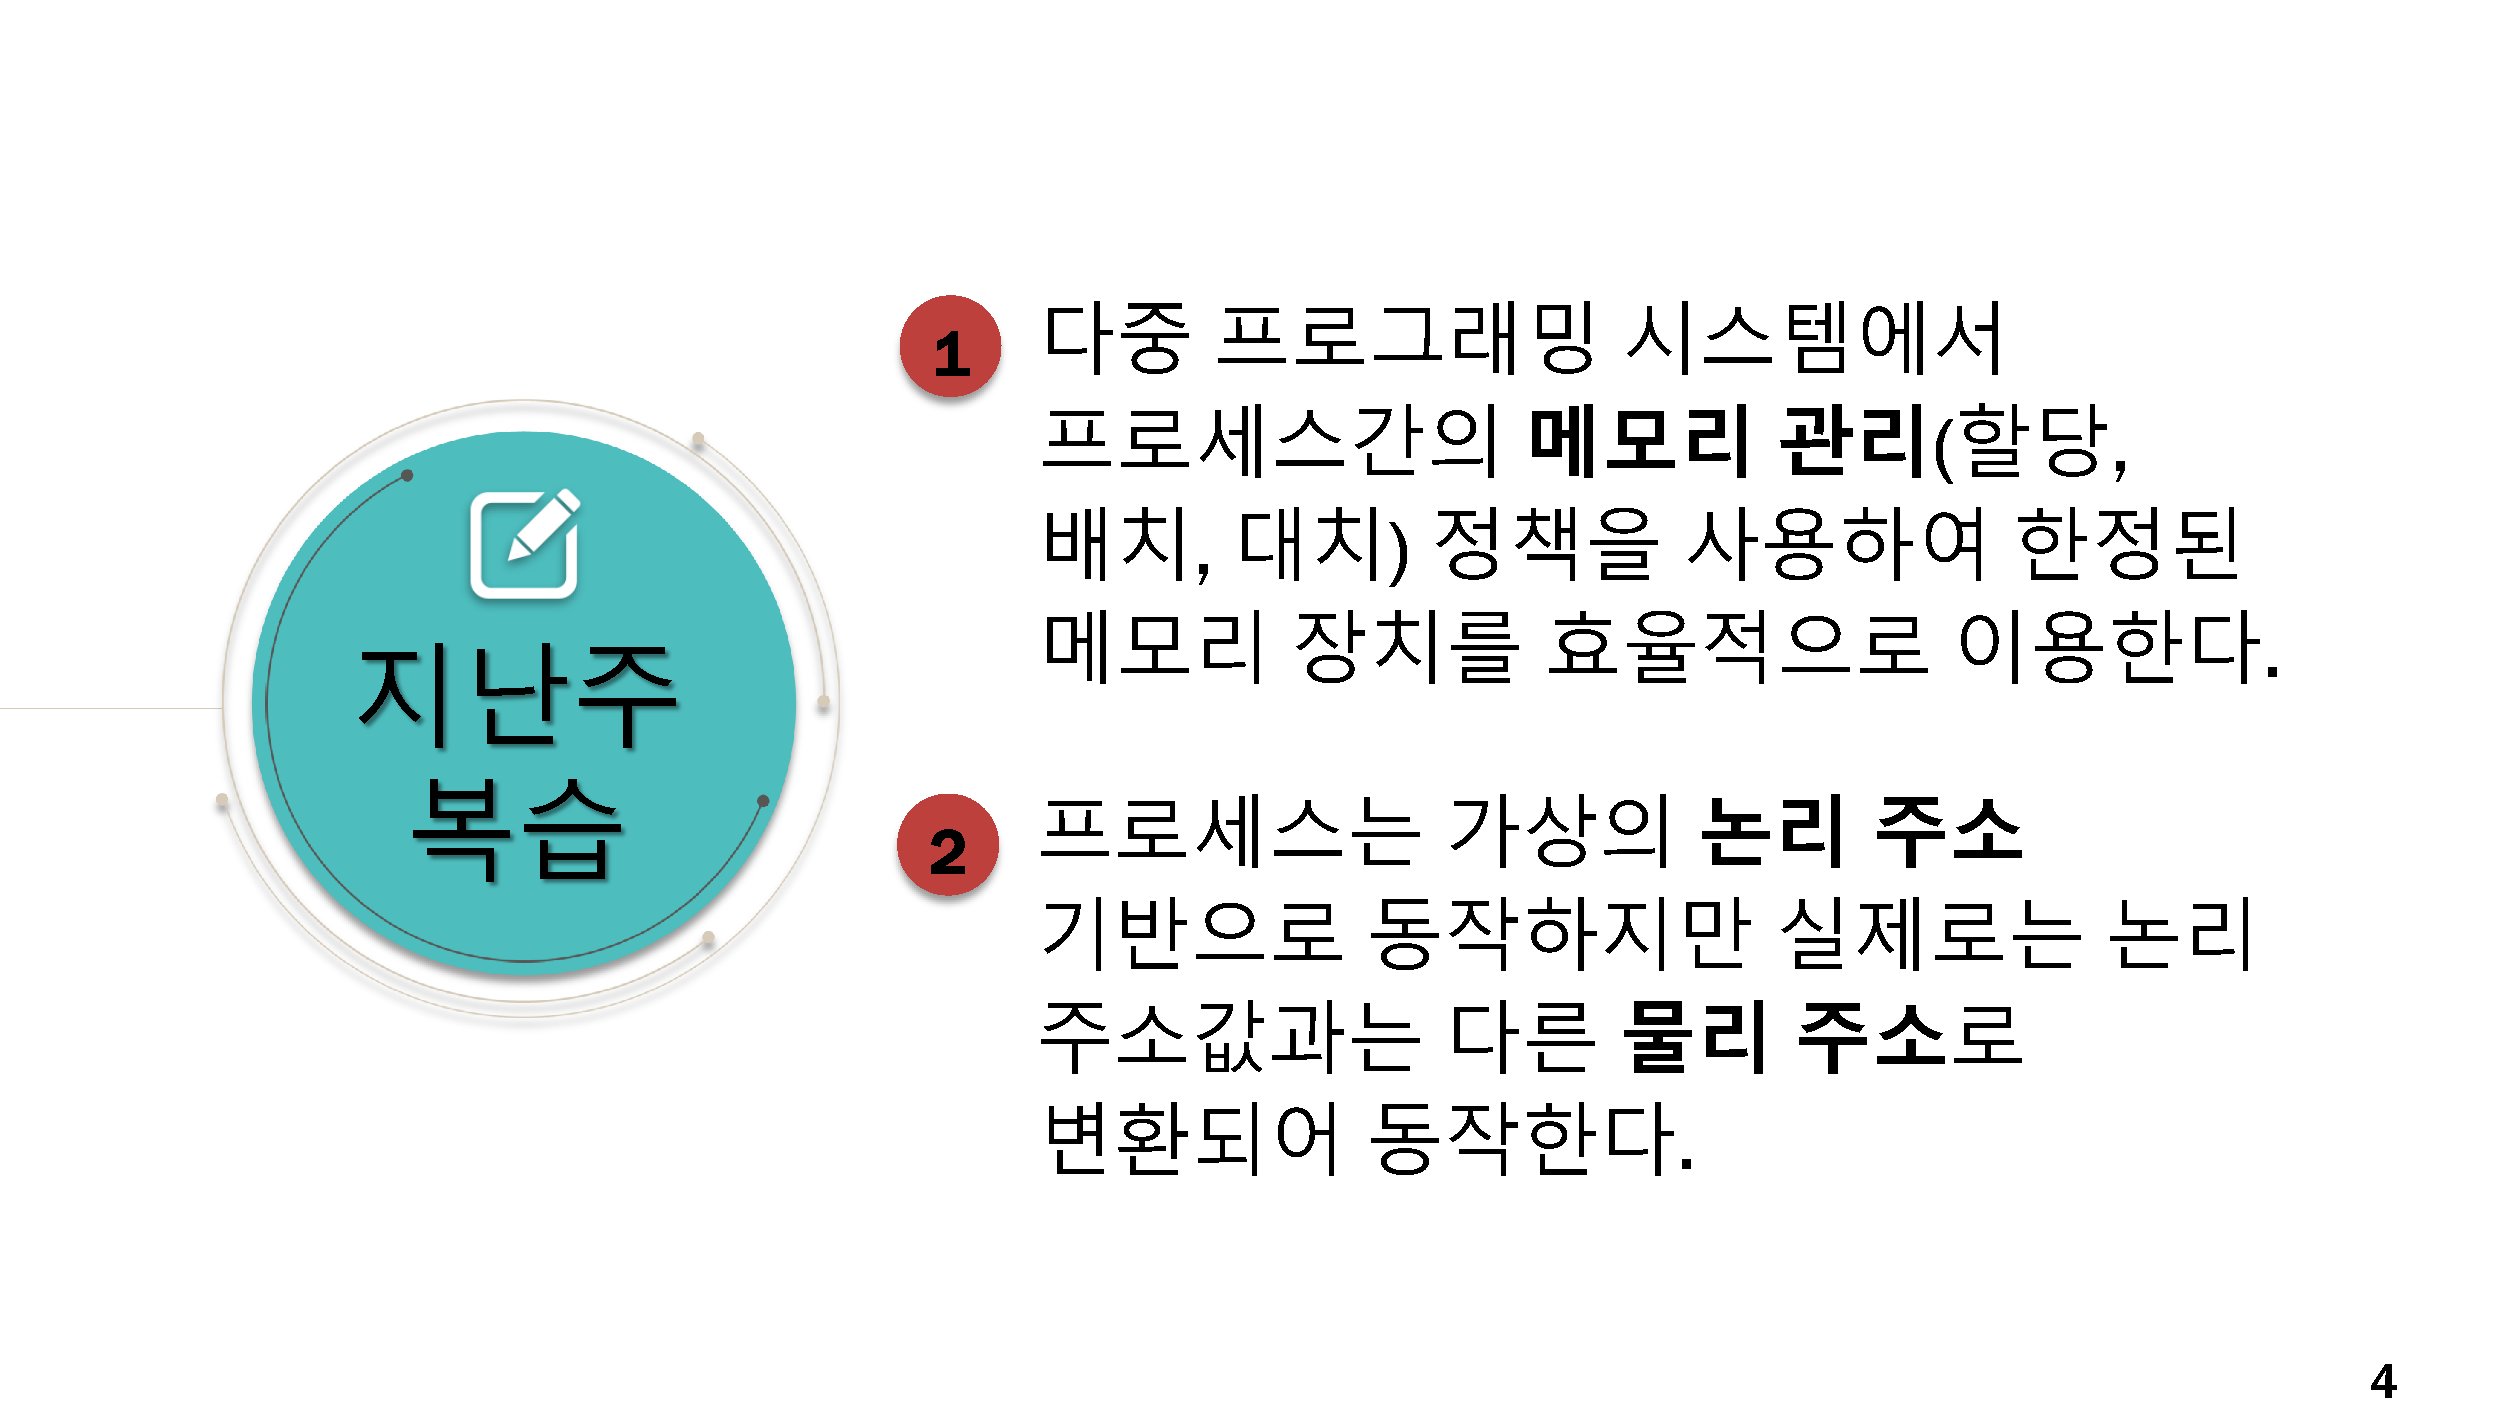 지난주
복습
1
다중 프로그래밍 시스템에서
프로세스간의 메모리 관리(할당,
배치, 대치) 정책을 사용하여 한정된
메모리 장치를 효율적으로 이용한다.
2
프로세스는 가상의 논리 주소
기반으로 동작하지만 실제로는 논리
주소값과는 다른 물리 주소로
변환되어 동작한다.
4